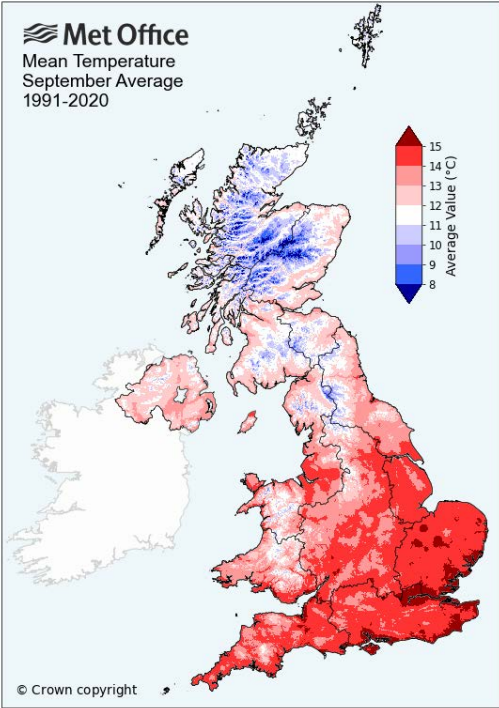 Met Office
Mean Temperature
September Average
1991-2020
15
14
13
12
11
10
9
8
Average Value (°C)
© Crown copyright